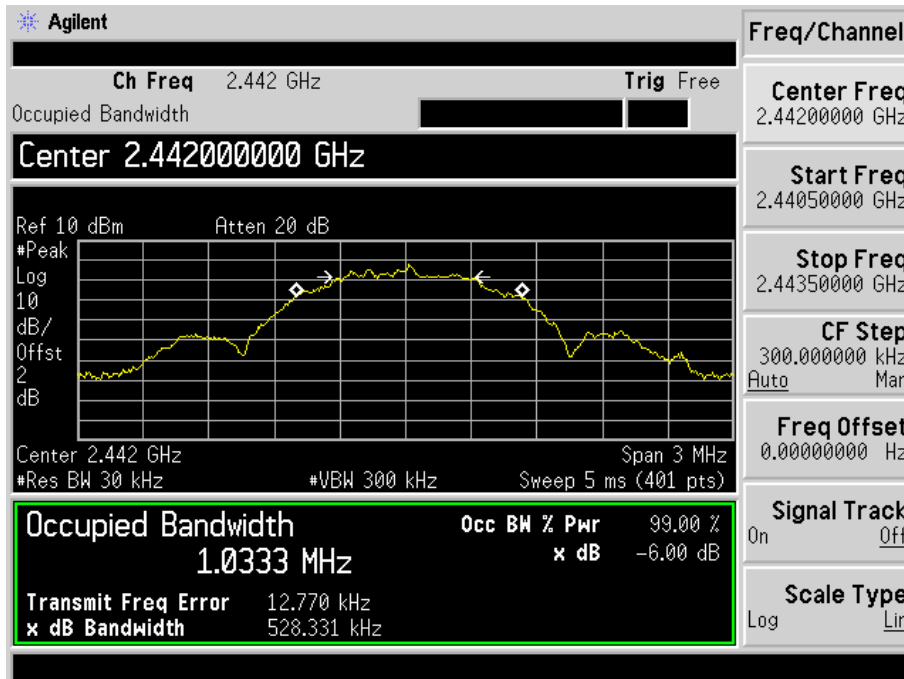 Agilent
Freq/Channel
Ch Freq 2.442 GHz Trig Free
Occupied Bandwidth
Center 2.442000000 GHz
Ref 10 dBm Atten 20 dB
#Peak
Log
10
dB/
Offst
2
dB
Center 2.442 GHz Span 3 MHz
#Res BW 30 kHz #VBW 300 kHz Sweep 5 ms (401 pts)
Occupied Bandwidth
1.0333 MHz
Occ BW % Pwr 99.00 %
x dB -6.00 dB
Transmit Freq Error 12.770 kHz
x dB Bandwidth 528.331 kHz
Center Freq
2.44200000 GHz
Start Freq
2.44050000 GHz
Stop Freq
2.44350000 GHz
CF Step
300.000000 kHz
Auto Man
Freq Offset
0.00000000 Hz
Signal Track
On Off
Scale Type
Log Lin